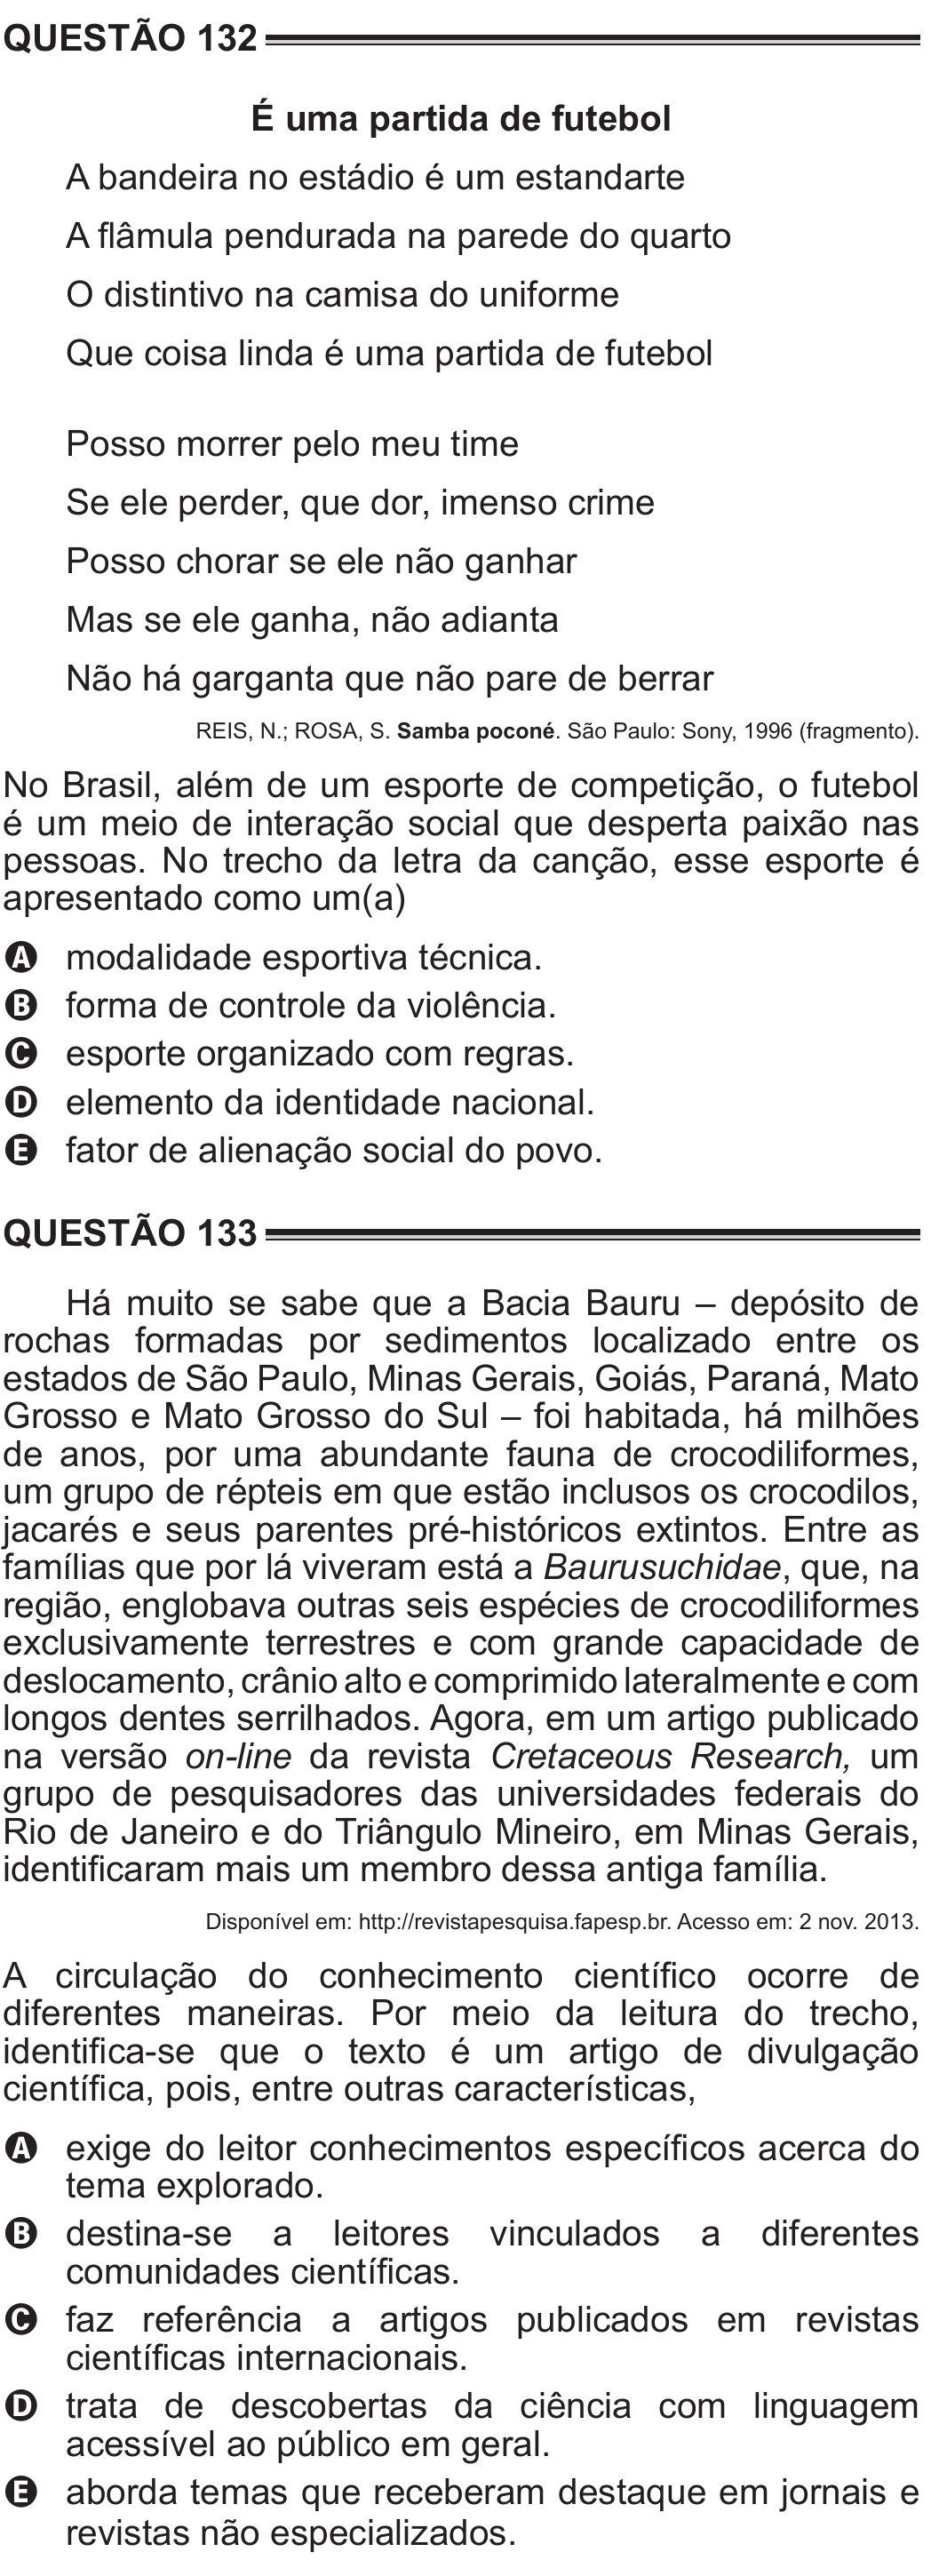 QUESTÃO 132
É uma partida de futebol
A bandeira no estádio é um estandarte
A flâmula pendurada na parede do quarto
O distintivo na camisa do uniforme
Que coisa linda é uma partida de futebol
Posso morrer pelo meu time
Se ele perder, que dor, imenso crime
Posso chorar se ele não ganhar
Mas se ele ganha, não adianta
Não há garganta que não pare de berrar
REIS, N.; ROSA, S. Samba poconé. São Paulo: Sony, 1996 (fragmento).
No Brasil, além de um esporte de competição, o futebol
é um meio de interação social que desperta paixão nas
pessoas. No trecho da letra da canção, esse esporte é
apresentado como um(a)
A modalidade esportiva técnica.
B forma de controle da violência.
C esporte organizado com regras.
D elemento da identidade nacional.
E fator de alienação social do povo.
QUESTÃO 133
Há muito se sabe que a Bacia Bauru – depósito de
rochas formadas por sedimentos localizado entre os
estados de São Paulo, Minas Gerais, Goiás, Paraná, Mato
Grosso e Mato Grosso do Sul – foi habitada, há milhões
de anos, por uma abundante fauna de crocodiliformes,
um grupo de répteis em que estão inclusos os crocodilos,
jacarés e seus parentes pré-históricos extintos. Entre as
famílias que por lá viveram está a Baurusuchidae, que, na
região, englobava outras seis espécies de crocodiliformes
exclusivamente terrestres e com grande capacidade de
deslocamento, crânio alto e comprimido lateralmente e com
longos dentes serrilhados. Agora, em um artigo publicado
na versão on-line da revista Cretaceous Research, um
grupo de pesquisadores das universidades federais do
Rio de Janeiro e do Triângulo Mineiro, em Minas Gerais,
identificaram mais um membro dessa antiga família.
Disponível em: http://revistapesquisa.fapesp.br. Acesso em: 2 nov. 2013.
A circulação do conhecimento científico ocorre de
diferentes maneiras. Por meio da leitura do trecho,
identifica-se que o texto é um artigo de divulgação
científica, pois, entre outras características,
A exige do leitor conhecimentos específicos acerca do
tema explorado.
B destina-se a leitores vinculados a diferentes
comunidades científicas.
C faz referência a artigos publicados em revistas
científicas internacionais.
D trata de descobertas da ciência com linguagem
acessível ao público em geral.
E aborda temas que receberam destaque em jornais e
revistas não especializados.